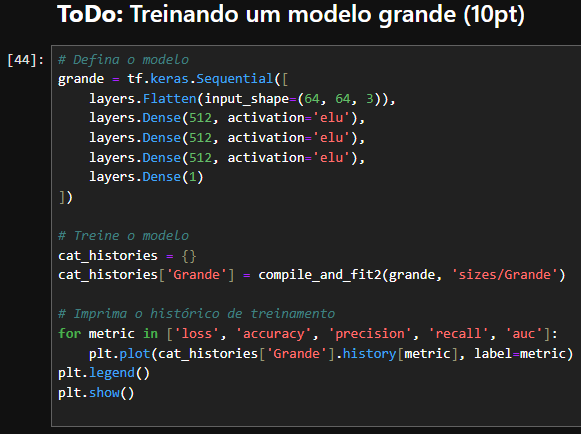 ToDo: Treinando um modelo grande (10pt)
[44]: # Defina o modelo
grande = tf.keras.Sequential([
    layers.Flatten(input_shape=(64, 64, 3)),
    layers.Dense(512, activation='elu'),
    layers.Dense(512, activation='elu'),
    layers.Dense(512, activation='elu'),
    layers.Dense(1)
])
# Treine o modelo
cat_histories = {}
cat_histories['Grande'] = compile_and_fit2(grande, 'sizes/Grande')
# Imprima o histórico de treinamento
for metric in ['loss', 'accuracy', 'precision', 'recall', 'auc']:
    plt.plot(cat_histories['Grande'].history[metric], label=metric)
plt.legend()
plt.show()